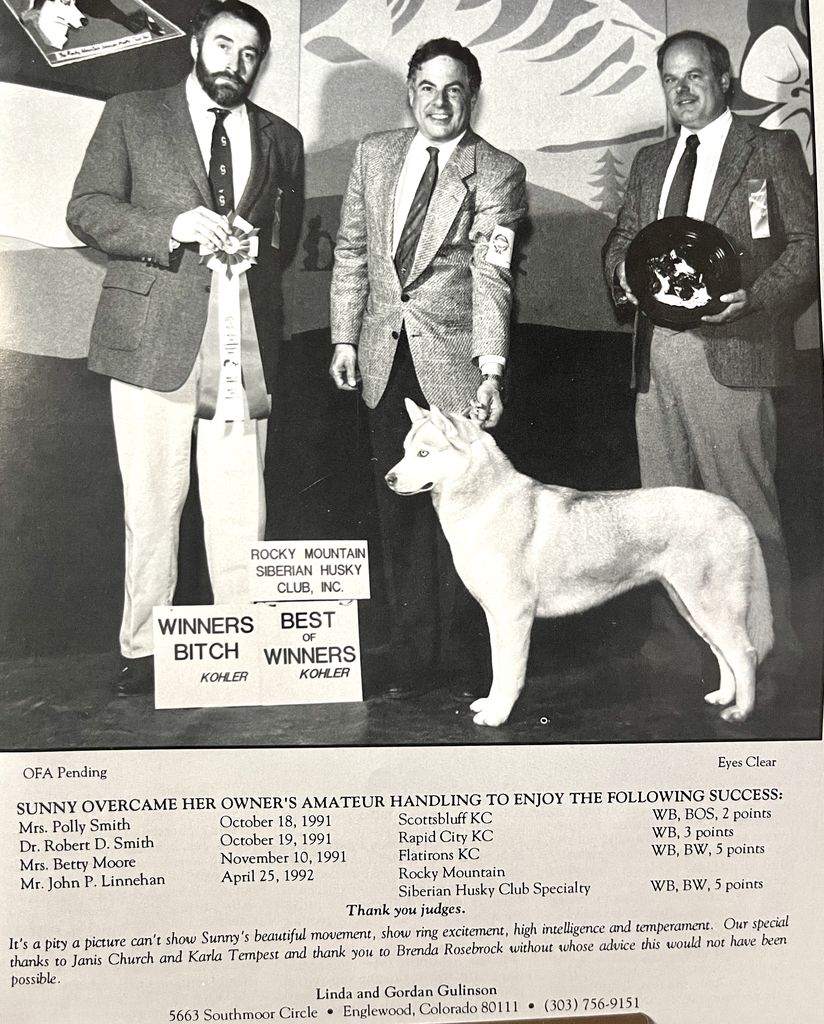 ROCKY MOUNTAIN
SIBERIAN HUSKY
CLUB, INC.
WINNERS
BITCH
KOHLER
BEST
OF
WINNERS
KOHLER
OFA Pending
Eyes Clear
SUNNY OVERCAME HER OWNER'S AMATEUR HANDLING TO ENJOY THE FOLLOWING SUCCESS:
Mrs. Polly Smith October 18, 1991 Scottsbluff KC WB, BOS, 2 points
Dr. Robert D. Smith October 19, 1991 Rapid City KC WB, 3 points
Mrs. Betty Moore November 10, 1991 Flatirons KC WB, BW, 5 points
Mr. John P. Linnehan April 25, 1992 Rocky Mountain
Siberian Husky Club Specialty WB, BW, 5 points
Thank you judges.
It's a pity a picture can't show Sunny's beautiful movement, show ring excitement, high intelligence and temperament. Our special
thanks to Janis Church and Karla Tempest and thank you to Brenda Rosebrock without whose advice this would not have been
possible.
Linda and Gordan Gulinson
5663 Southmoor Circle • Englewood, Colorado 80111 • (303) 756-9151